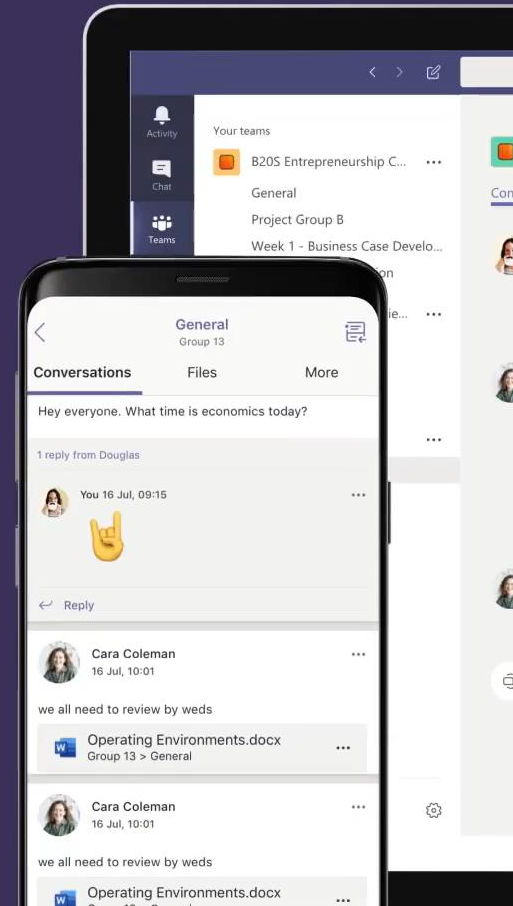 Activity
Chat
Teams
Your teams
B20S Entrepreneurship C...
General
Project Group B
Week 1 - Business Case Develo...
on
ie...
Con
General
Group 13
Conversations
Files
More
Hey everyone. What time is economics today?
1 reply from Douglas
You 16 Jul, 09:15
Reply
Cara Coleman
16 Jul, 10:01
we all need to review by weds
W
Operating Environments.docx
Group 13 > General
Cara Coleman
16 Jul, 10:01
we all need to review by weds
W
Operating Environments.docx